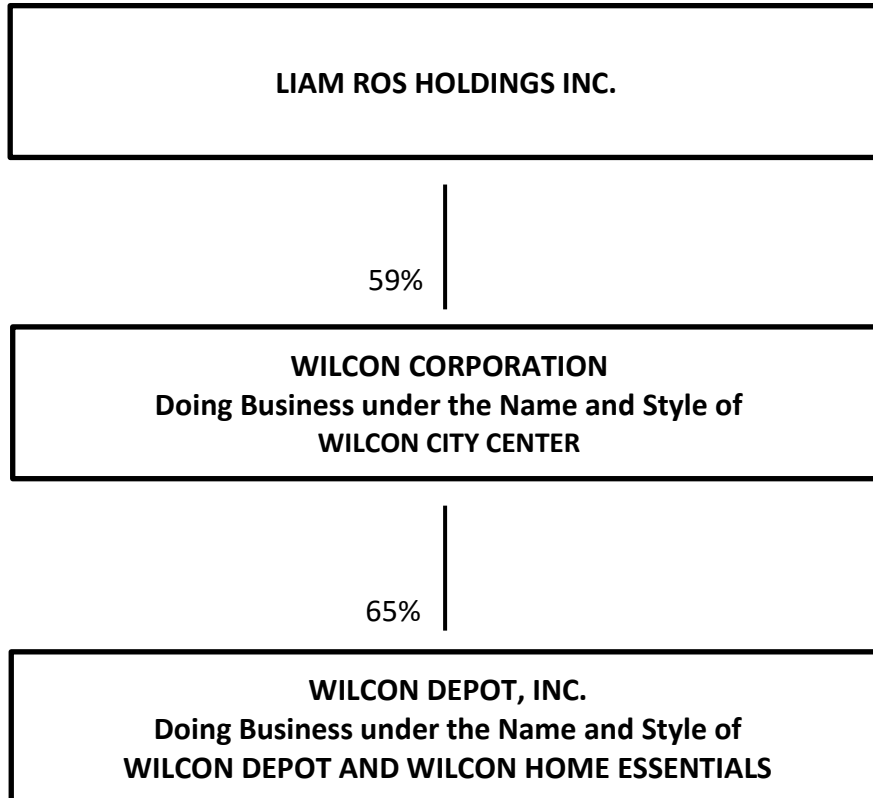 LIAM ROS HOLDINGS INC.
59%
WILCON CORPORATION
Doing Business under the Name and Style of
WILCON CITY CENTER
65%
WILCON DEPOT, INC.
Doing Business under the Name and Style of
WILCON DEPOT AND WILCON HOME ESSENTIALS